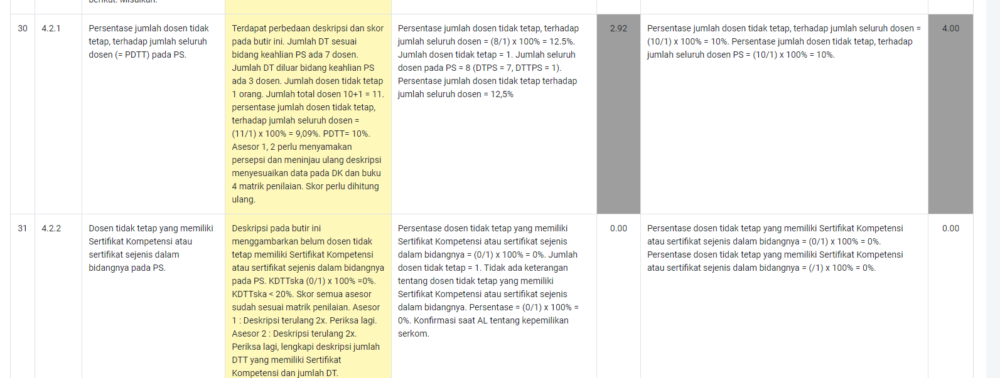 berikut. Misalkan:
30
4.2.1
Persentase jumlah dosen tidak
tetap, terhadap jumlah seluruh
dosen (= PDTT) pada PS.
Terdapat perbedaan deskripsi dan skor
pada butir ini. Jumlah DT sesuai
bidang keahlian PS ada 7 dosen.
Jumlah DT diluar bidang keahlian PS
ada 3 dosen. Jumlah dosen tidak tetap
1 orang. Jumlah total dosen 10+1 = 11.
persentase jumlah dosen tidak tetap,
terhadap jumlah seluruh dosen =
(11/1) x 100% = 9,09%. PDTT= 10%.
Asesor 1, 2 perlu menyamakan
persepsi dan meninjau ulang deskripsi
menyesuaikan data pada DK dan buku
4 matrik penilaian. Skor perlu dihitung
ulang.
Persentase jumlah dosen tidak tetap, terhadap
jumlah seluruh dosen = (8/1) x 100% = 12.5%.
Jumlah dosen tidak tetap = 1. Jumlah seluruh
dosen pada PS = 8 (DTPS = 7, DTTPS = 1).
Persentase jumlah dosen tidak tetap terhadap
jumlah seluruh dosen = 12,5%
2.92
Persentase jumlah dosen tidak tetap, terhadap jumlah seluruh dosen =
(10/1) x 100% = 10%. Persentase jumlah dosen tidak tetap, terhadap
jumlah seluruh dosen PS = (10/1) x 100% = 10%.
4.00
31
4.2.2
Dosen tidak tetap yang memiliki
Sertifikat Kompetensi atau
sertifikat sejenis dalam
bidangnya pada PS.
Deskripsi pada butir ini
menggambarkan belum dosen tidak
tetap memiliki Sertifikat Kompetensi
atau sertifikat sejenis dalam bidangnya
pada PS. KDTTska (0/1) x 100% =0%.
KDTTska < 20%. Skor semua asesor
sudah sesuai matrik penilaian. Asesor
1 : Deskripsi terulang 2x. Periksa lagi.
Asesor 2 : Deskripsi terulang 2x.
Periksa lagi, lengkapi deskripsi jumlah
DTT yang memiliki Sertifikat
Kompetensi dan jumlah DT.
Persentase dosen tidak tetap yang memiliki
Sertifikat Kompetensi atau sertifikat sejenis
dalam bidangnya = (0/1) x 100% = 0%. Jumlah
dosen tidak tetap = 1. Tidak ada keterangan
tentang dosen tidak tetap yang memiliki
Sertifikat Kompetensi atau sertifikat sejenis
dalam bidangnya. Persentase = (0/1) x 100% =
0%. Konfirmasi saat AL tentang kepemilikan
serkom.
0.00
Persentase dosen tidak tetap yang memiliki Sertifikat Kompetensi
atau sertifikat sejenis dalam bidangnya = (0/1) x 100% = 0%.
Persentase dosen tidak tetap yang memiliki Sertifikat Kompetensi
atau sertifikat sejenis dalam bidangnya = (/1) x 100% = 0%.
0.00